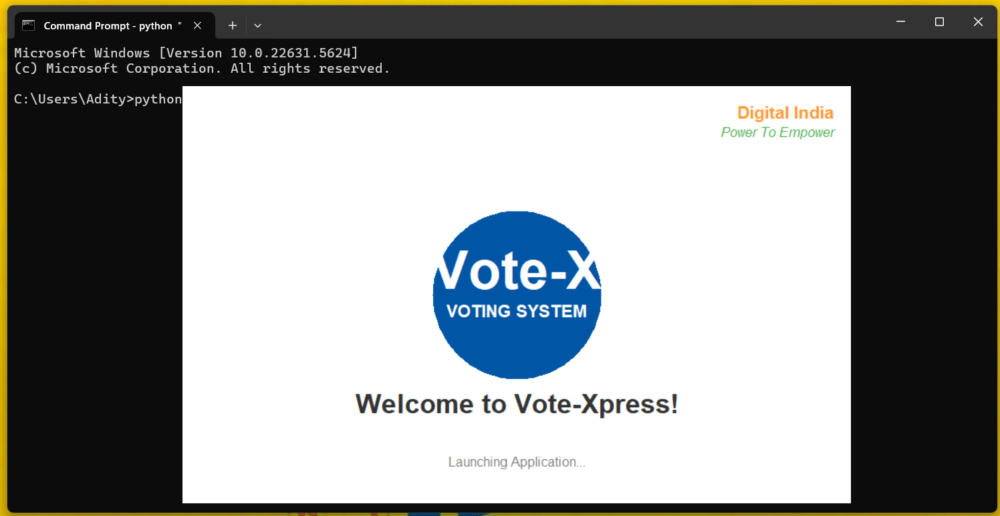 Command Prompt - python "
Microsoft Windows [Version 10.0.22631.5624]
(c) Microsoft Corporation. All rights reserved.
C:\Users\Adity>python
Digital India
Power To Empower
Vote-X
VOTING SYSTEM
Welcome to Vote-Xpress!
Launching Application...